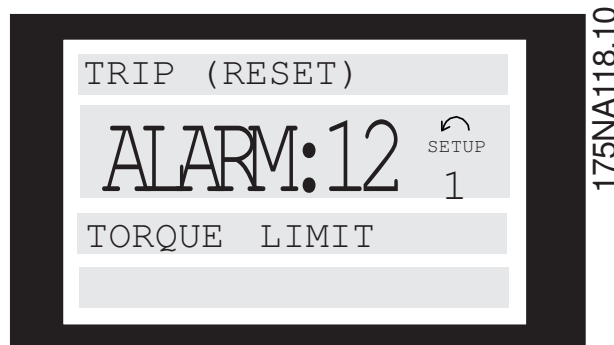 TRIP (RESET)
ALARM:12
SETUP
1
TORQUE LIMIT
175NA118.10